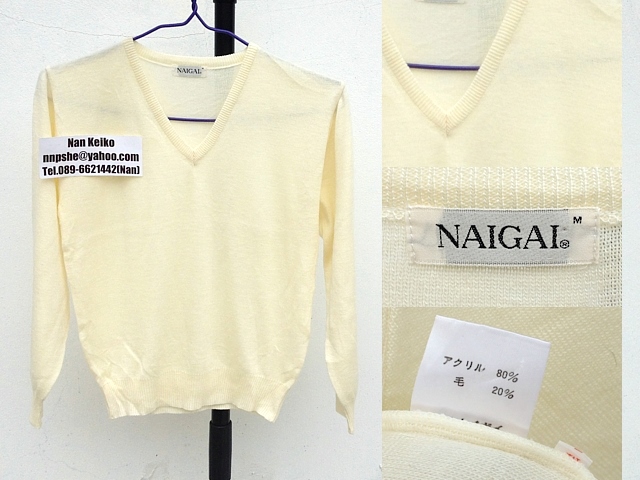 NAIGAI
Nan Keiko
nnpshe@yahoo.com
Tel.089-6621442(Nan)
NAIGAI® M
アクリル 80%
毛 20%